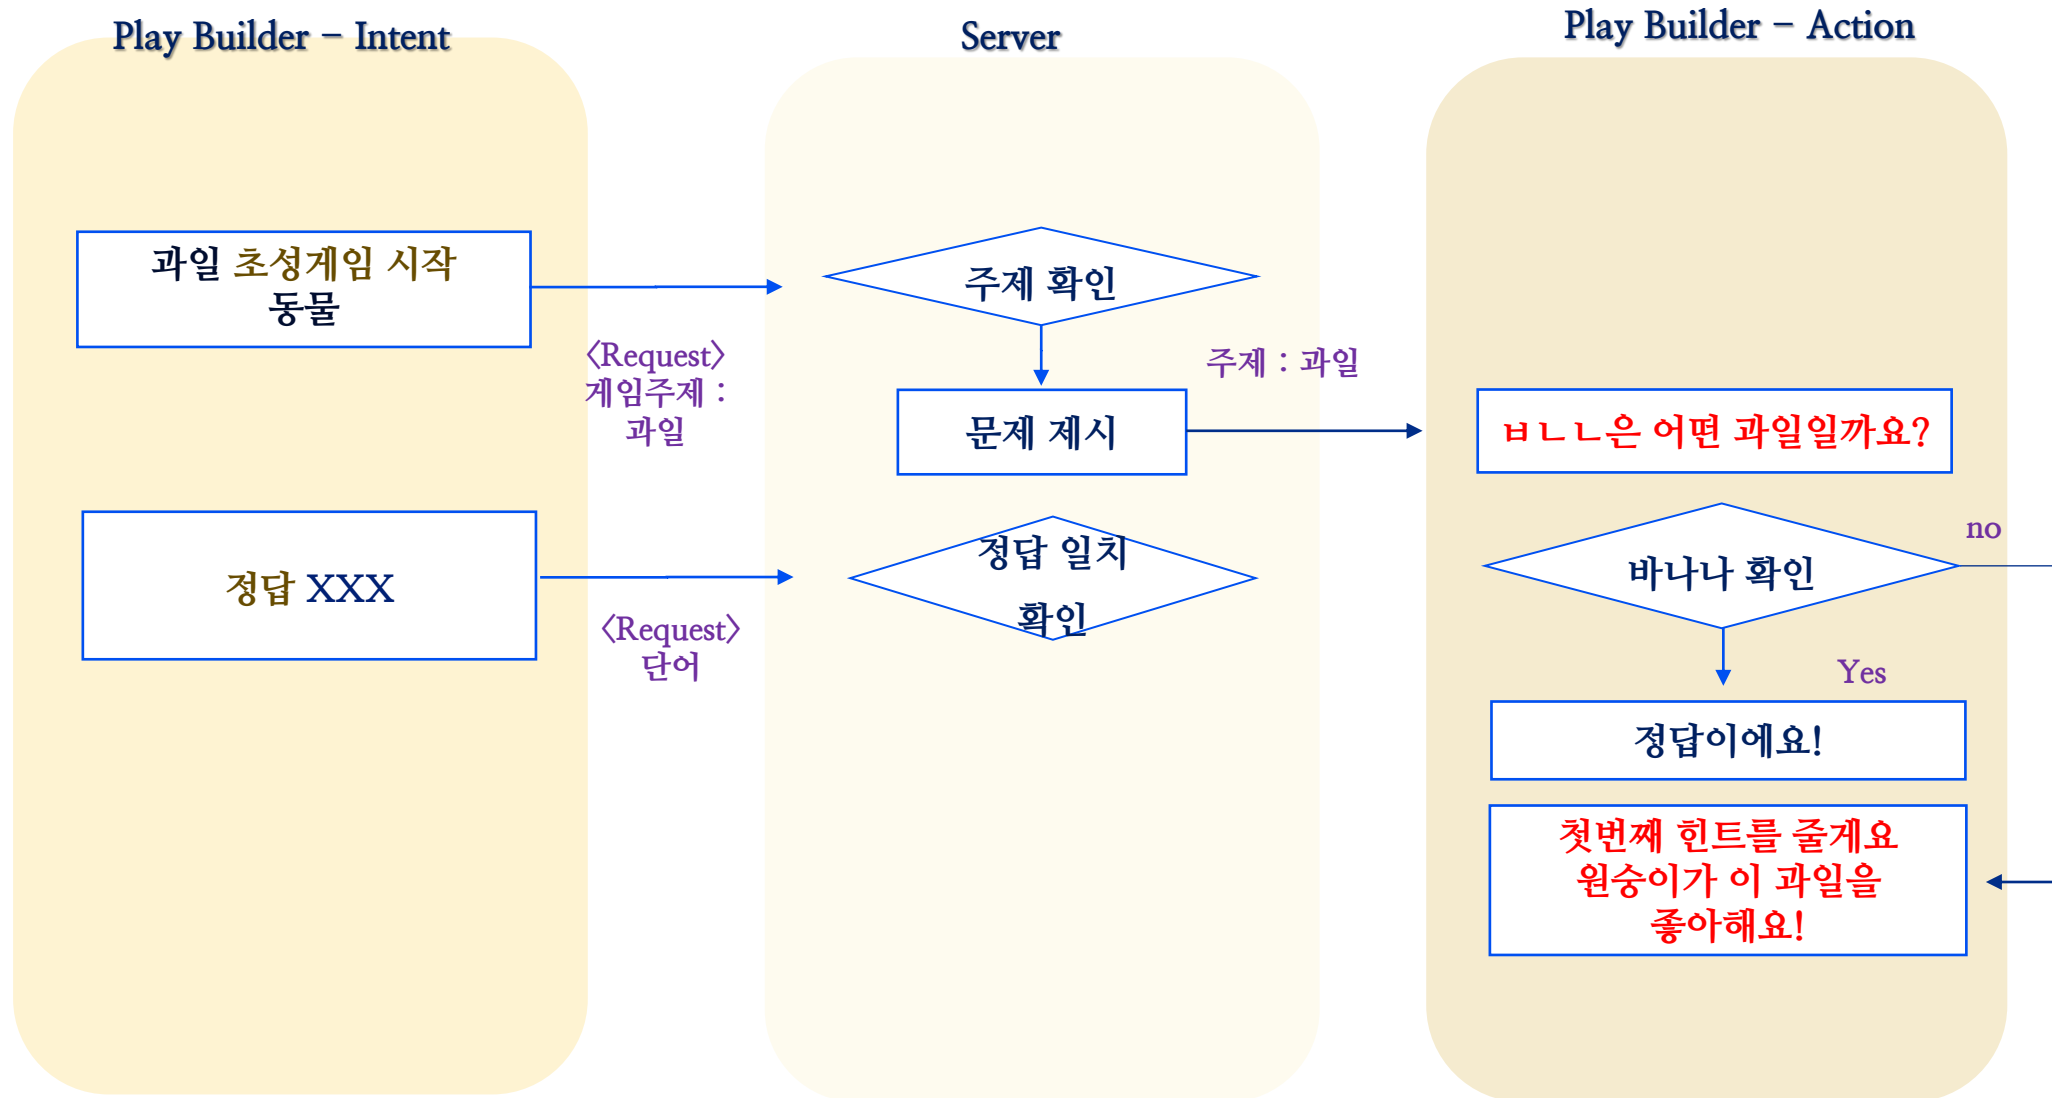 Play Builder – Intent
Server
Play Builder – Action
과일 초성게임 시작
동물
<Request>
게임주제 :
과일
정답 XXX
<Request>
단어
주제 확인
문제 제시
주제 : 과일
정답 일치
확인
ㅂㄴㄴ은 어떤 과일일까요?
바나나 확인
no
Yes
정답이에요!
첫번째 힌트를 줄게요
원숭이가 이 과일을
좋아해요!